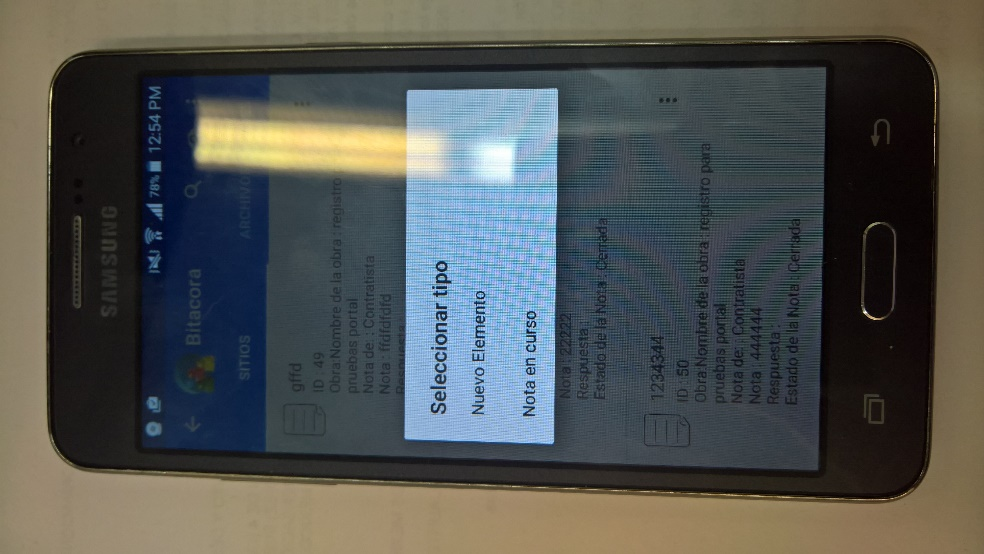 SAMSUNG
78% 12:54 PM
Bitacora
SITIOS
ARCHIVO
gffd
ID : 49
Obra:Nombre de la obra : registro
pruebas portal
Nota de: : Contratista
Nota : ffdfdfdfdfd
Seleccionar tipo
Nuevo Elemento
Nota en curso
Nota : 22222
Respuesta :
Estado de la Nota : Cerrada
1234344
ID : 50
Obra:Nombre de la obra : registro para
pruebas portal
Nota de: : Contratista
Nota : 444444
Respuesta :
Estado de la Nota : Cerrada